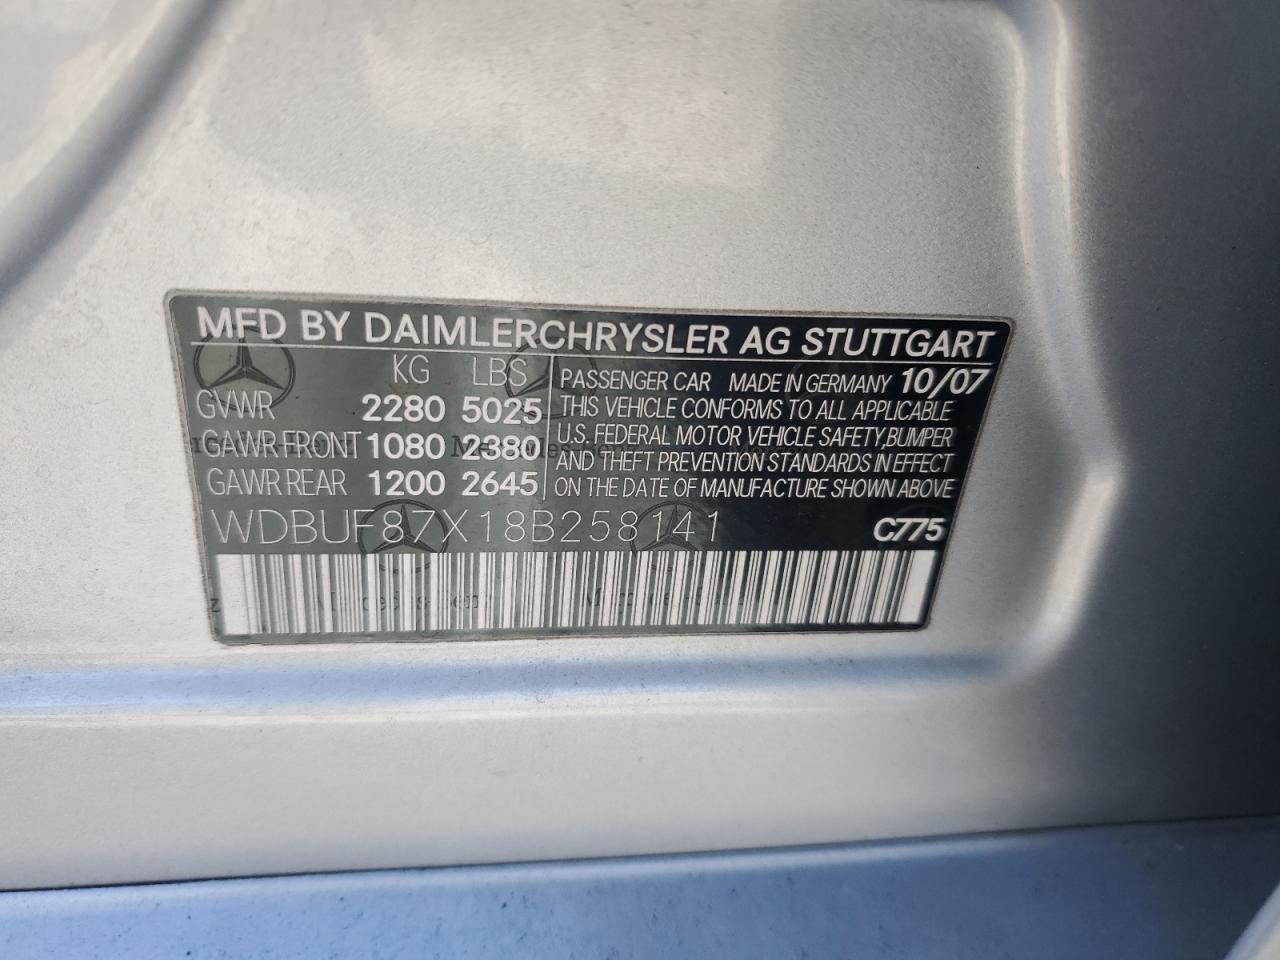 MFD BY DAIMLERCHRYSLER AG STUTTGART
KG LBS
GVWR 2280 5025
GAWR FRONT 1080 2380
GAWR REAR 1200 2645
PASSENGER CAR MADE IN GERMANY 10/07
THIS VEHICLE CONFORMS TO ALL APPLICABLE
U.S. FEDERAL MOTOR VEHICLE SAFETY, BUMPER
AND THEFT PREVENTION STANDARDS IN EFFECT
ON THE DATE OF MANUFACTURE SHOWN ABOVE
WDBUF87X18B258141 C775